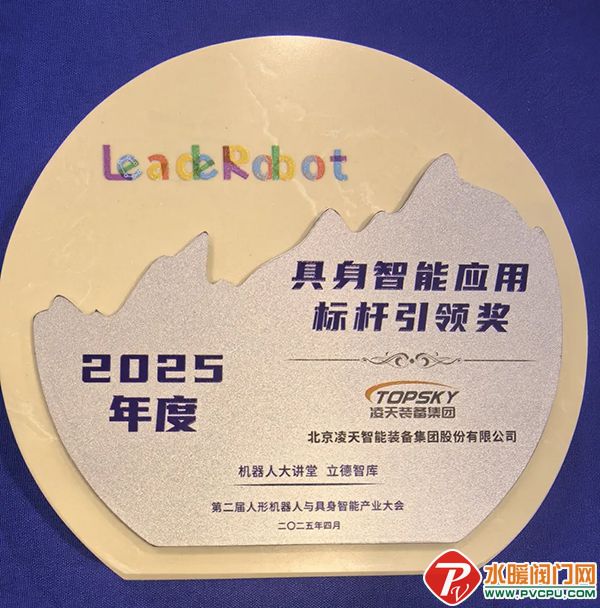 LeadeRobot
具身智能应用
标杆引领奖
2025
年度
TOPSKY
凌天装备集团
北京凌天智能装备集团股份有限公司
机器人大讲堂 立德智库
第二届人形机器人与具身智能产业大会
二〇二五年四月
PV
水暖阀门网
WWW.PVCPU.COM